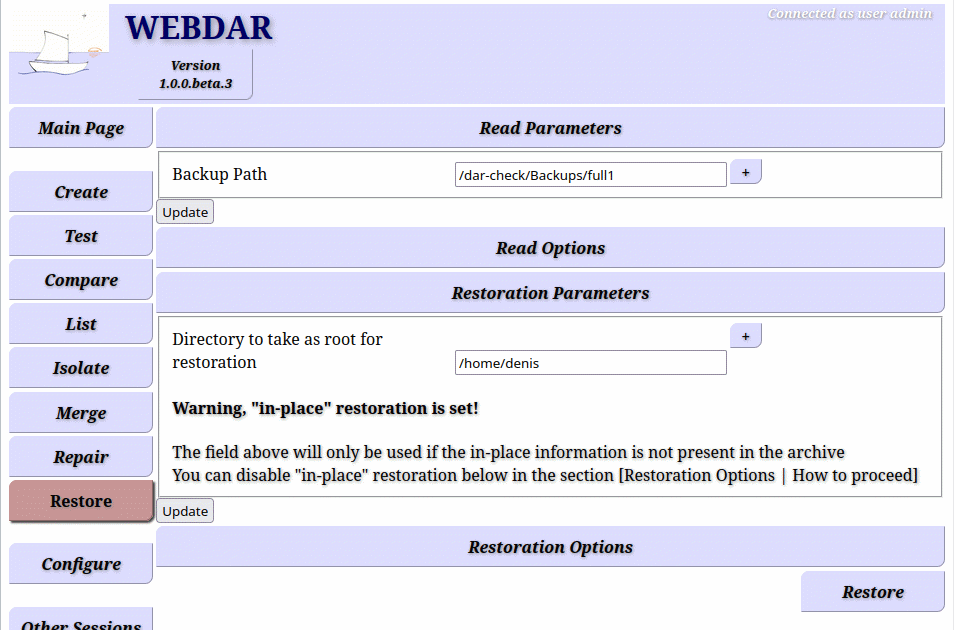 Connected as user admin
WEBDAR
Version
1.0.0.beta.3
Main Page
Create
Test
Compare
List
Isolate
Merge
Repair
Restore
Configure
Other Sessions
Read Parameters
Backup Path
/dar-check/Backups/full1
+
Update
Read Options
Restoration Parameters
Directory to take as root for
restoration
/home/denis
+
Warning, "in-place" restoration is set!
The field above will only be used if the in-place information is not present in the archive
You can disable "in-place" restoration below in the section [Restoration Options | How to proceed]
Update
Restoration Options
Restore